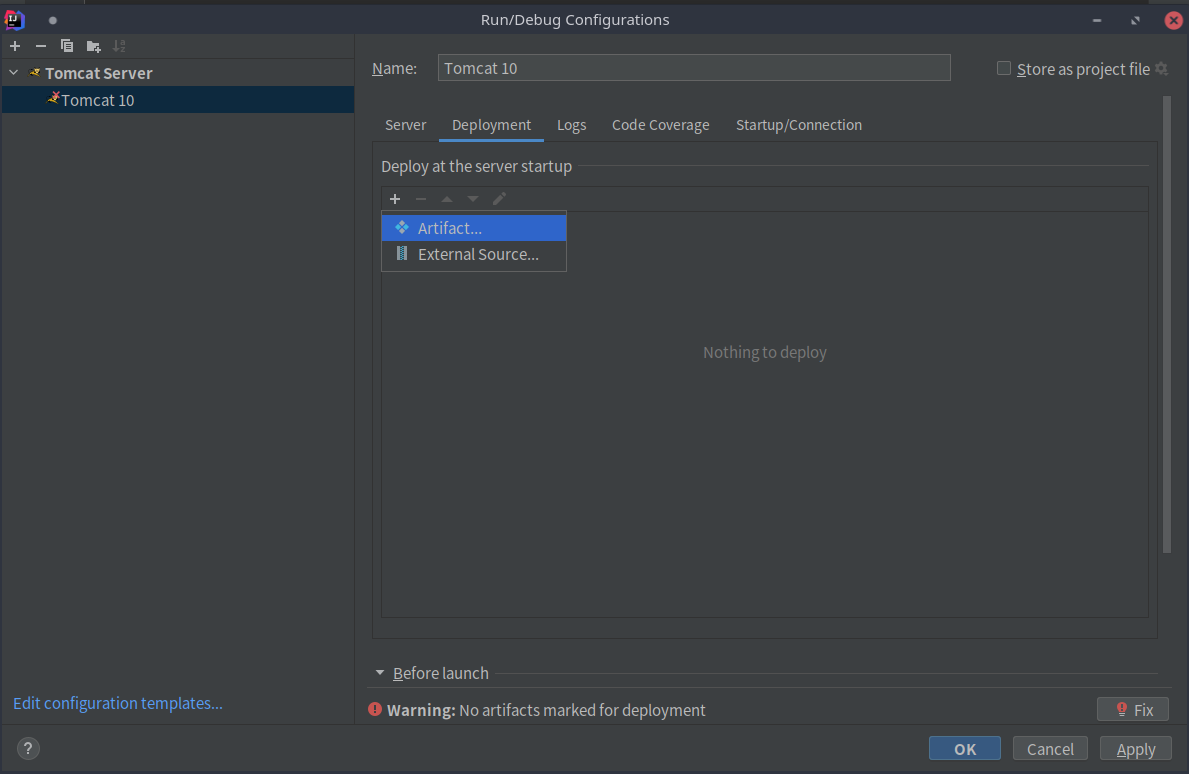 Run/Debug Configurations
Tomcat Server
Tomcat 10
Name: Tomcat 10 Store as project file
Server Deployment Logs Code Coverage Startup/Connection
Deploy at the server startup
Artifact...
External Source...
Nothing to deploy
Before launch
Edit configuration templates...
Warning: No artifacts marked for deployment Fix
? OK Cancel Apply